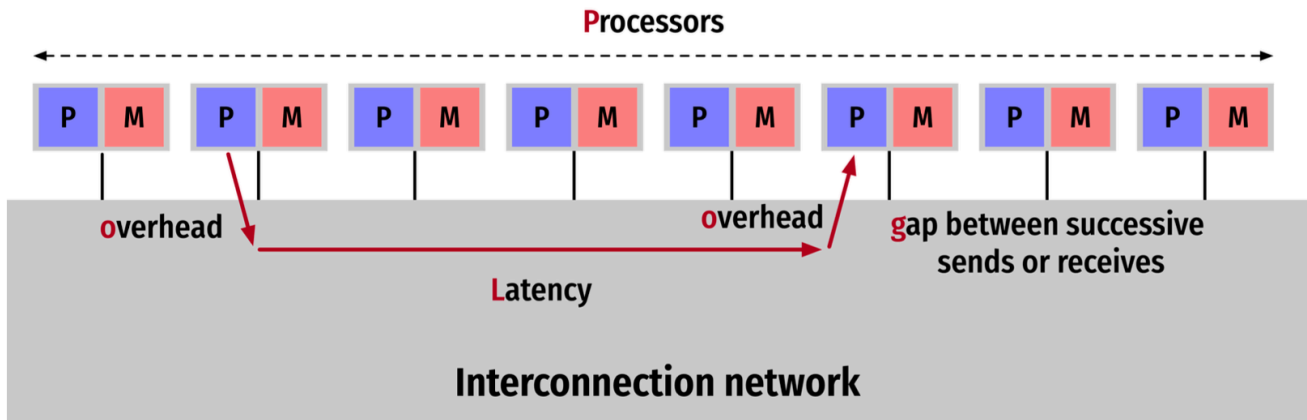 Processors
P M P M P M P M P M P M P M P M
overhead
overhead
gap between successive
sends or receives
Latency
Interconnection network